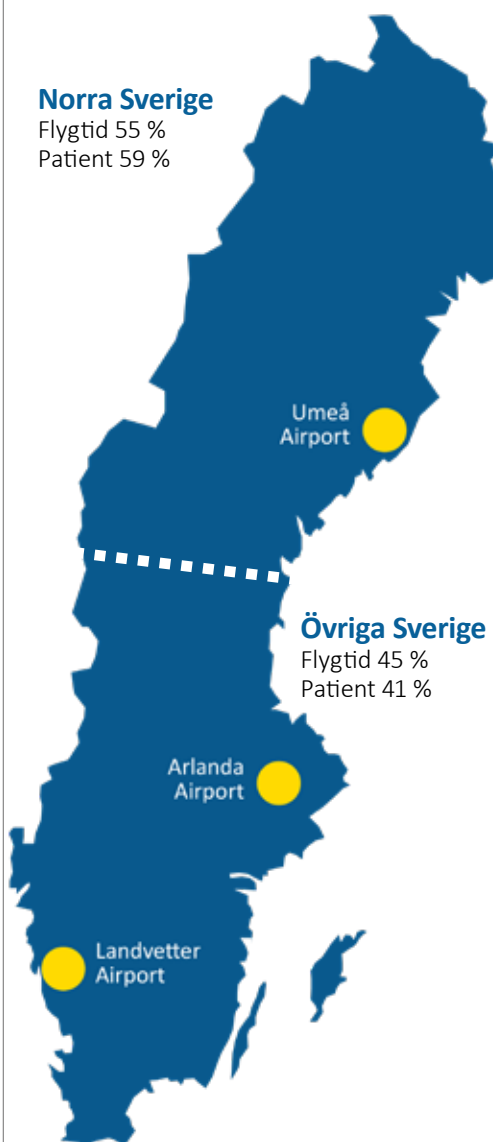 Norra Sverige
Flygtid 55 %
Patient 59 %
Umeå
Airport
Övriga Sverige
Flygtid 45 %
Patient 41 %
Arlanda
Airport
Landvetter
Airport